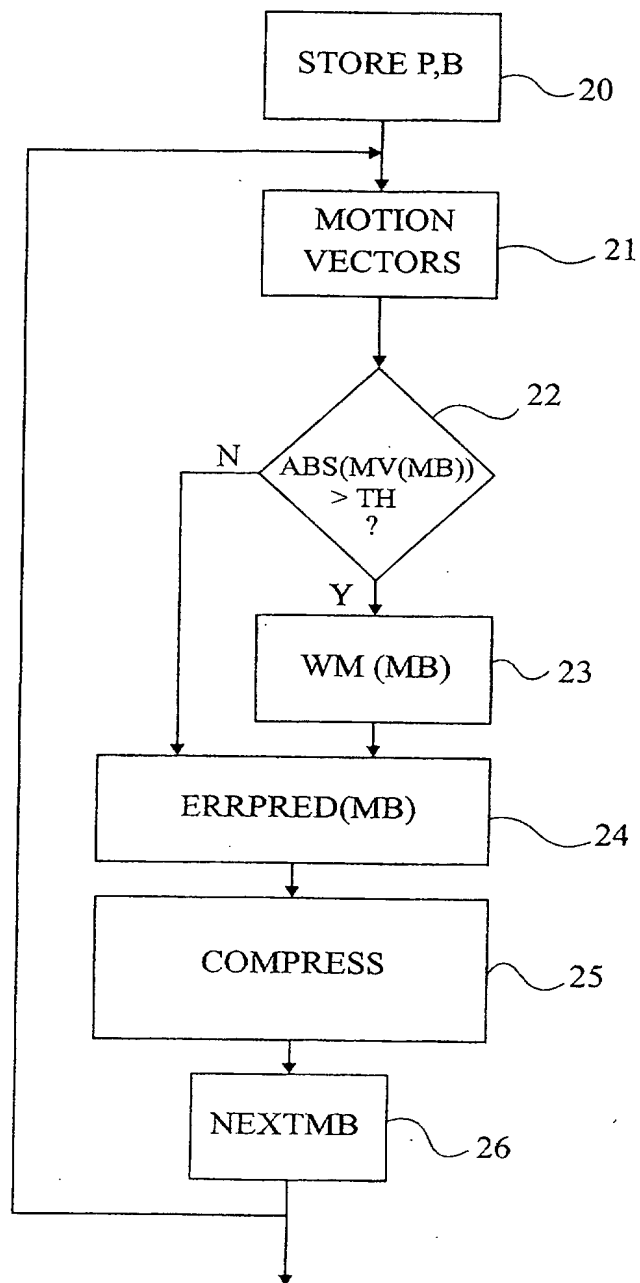 STORE P,B
20
MOTION
VECTORS
21
22
N
ABS(MV(MB))
> TH
?
Y
WM (MB)
23
ERRPRED(MB)
24
COMPRESS
25
NEXTMB
26